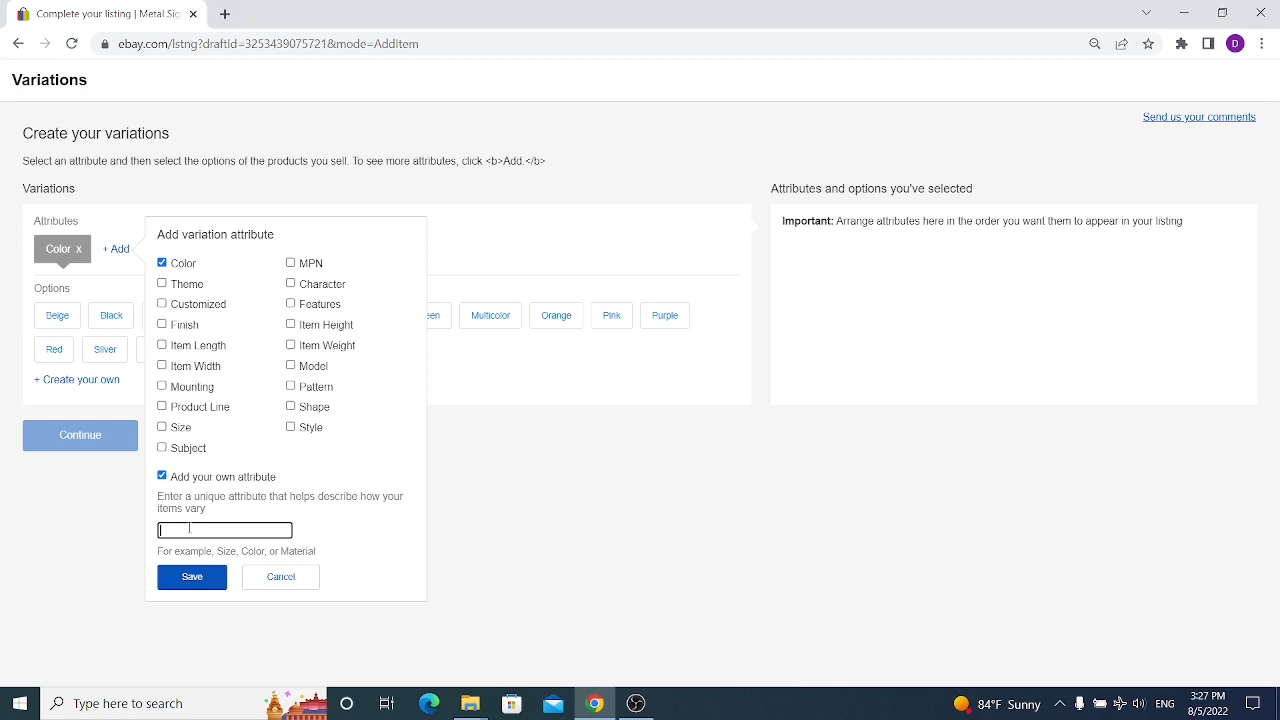 Complete your listing | Metal Sig
ebay.com/lstng?draftId=3253439075721&mode=AddItem
D
Variations
Send us your comments
Create your variations
Select an attribute and then select the options of the products you sell. To see more attributes, click <b>Add.</b>
Variations
Attributes and options you've selected
Attributes
Important: Arrange attributes here in the order you want them to appear in your listing
Color X
+ Add
Add variation attribute
Color
MPN
Theme
Character
Customized
Features
Finish
Item Height
Item Length
Item Weight
Item Width
Model
Mounting
Pattern
Product Line
Shape
Size
Style
Subject
Add your own attribute
Enter a unique attribute that helps describe how your
items vary
For example, Size, Color, or Material
Save
Cancel
Options
Beige
Black
een
Multicolor
Orange
Pink
Purple
Red
Silver
+ Create your own
Continue
Type here to search
84°F Sunny
ENG
3:27 PM
8/5/2022